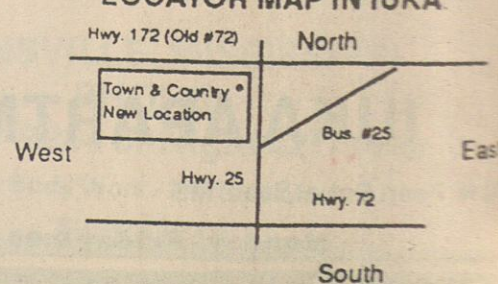 LOCATOR MAP IN IUKA
Hwy. 172 (Old #72)
North
Town & Country
New Location
Bus. #25
West
East
Hwy. 25
Hwy. 72
South